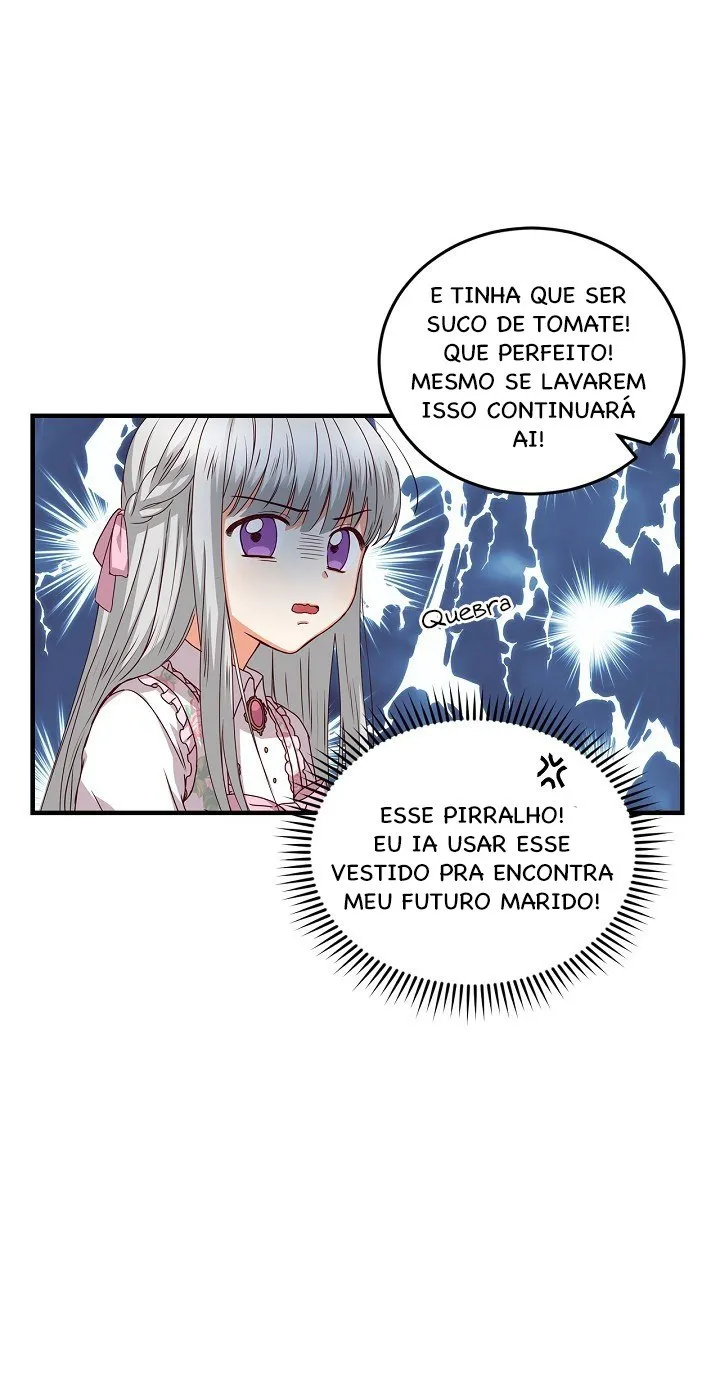 E TINHA QUE SER
SUCO DE TOMATE!
QUE PERFEITO!
MESMO SE LAVAREM
ISSO CONTINUARÁ
AI!
QUEBRA
ESSE PIRRALHO!
EU IA USAR ESSE
VESTIDO PRA ENCONTRA
MEU FUTURO MARIDO!